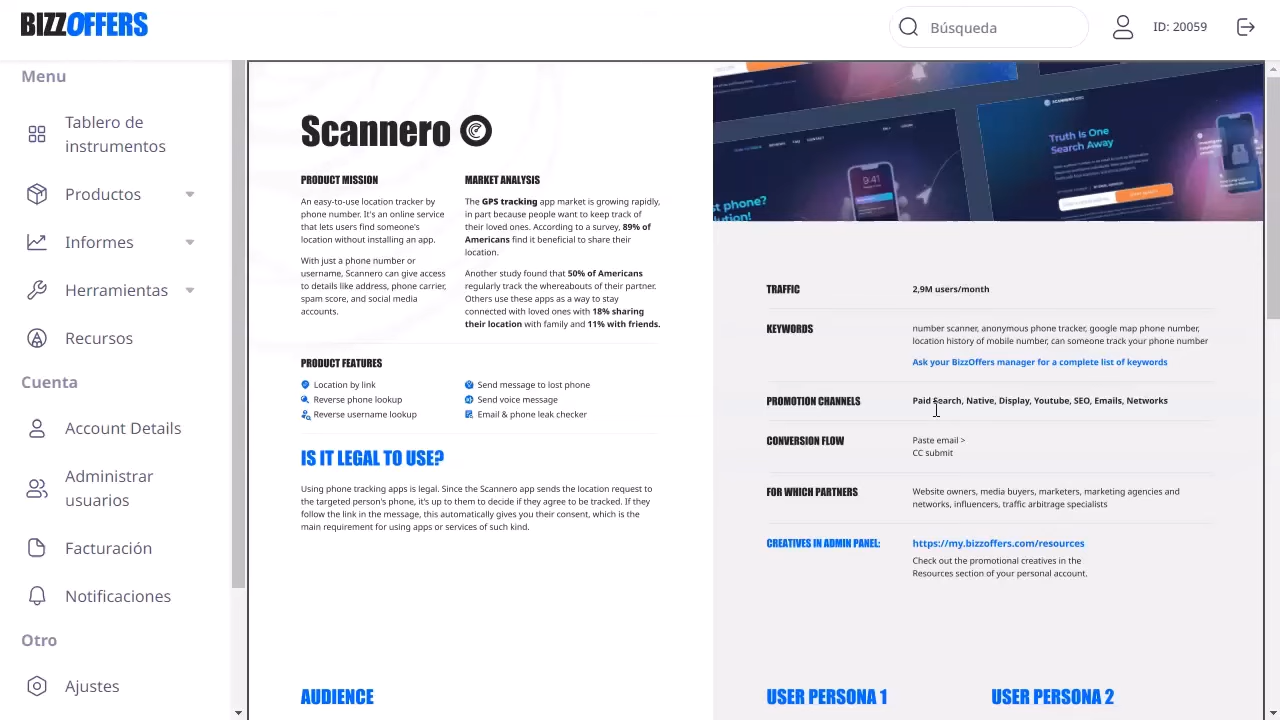 BIZZOFFERS
Búsqueda
ID: 20059
Menu
Tablero de
instrumentos
Productos
Informes
Herramientas
Recursos
Cuenta
Account Details
Administrar
usuarios
Facturación
Notificaciones
Otro
Ajustes
Scannero
PRODUCT MISSION
An easy-to-use location tracker by
phone number. It's an online service
that lets users find someone's
location without installing an app.
With just a phone number or
username, Scannero can give access
to details like address, phone carrier,
spam score, and social media
accounts.
MARKET ANALYSIS
The GPS tracking app market is growing rapidly,
in part because people want to keep track of
their loved ones. According to a survey, 89% of
Americans find it beneficial to share their
location.
Another study found that 50% of Americans
regularly track the whereabouts of their partner.
Others use these apps as a way to stay
connected with loved ones with 18% sharing
their location with family and 11% with friends.
PRODUCT FEATURES
Location by link
Reverse phone lookup
Reverse username lookup
Send message to lost phone
Send voice message
Email & phone leak checker
IS IT LEGAL TO USE?
Using phone tracking apps is legal. Since the Scannero app sends the location request to
the targeted person's phone, it's up to them to decide if they agree to be tracked. If they
follow the link in the message, this automatically gives you their consent, which is the
main requirement for using apps or services of such kind.
AUDIENCE
st phone?
lution!
9:41
SCANNERO.ORG
Truth Is One
Search Away
TRAFFIC
2,9M users/month
KEYWORDS
number scanner, anonymous phone tracker, google map phone number,
location history of mobile number, can someone track your phone number
Ask your BizzOffers manager for a complete list of keywords
PROMOTION CHANNELS
Paid Search, Native, Display, Youtube, SEO, Emails, Networks
CONVERSION FLOW
Paste email >
CC submit
FOR WHICH PARTNERS
Website owners, media buyers, marketers, marketing agencies and
networks, influencers, traffic arbitrage specialists
CREATIVES IN ADMIN PANEL:
https://my.bizzoffers.com/resources
Check out the promotional creatives in the
Resources section of your personal account.
USER PERSONA 1
USER PERSONA 2